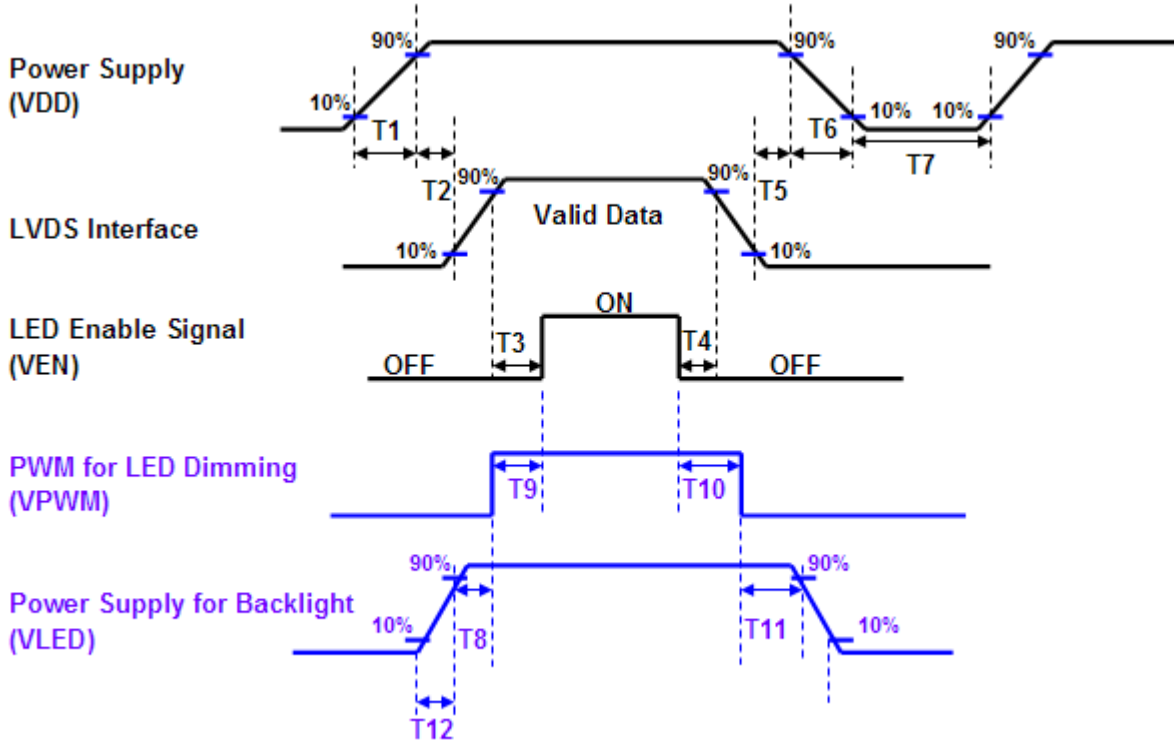 90% 90% 90%
Power Supply
(VDD)
10% 10% 10%
T1 T6 T7
T2 90% 90% T5
Valid Data
LVDS Interface
10% 10%
ON
LED Enable Signal
(VEN)
T3 T4
OFF OFF
PWM for LED Dimming
(VPWM)
T9 T10
90% 90%
Power Supply for Backlight
(VLED)
10% T8 T11 10%
T12